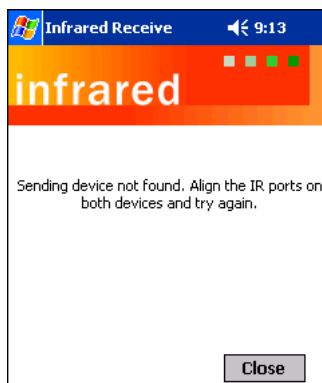 Infrared Receive 9:13
infrared
Sending device not found. Align the IR ports on
both devices and try again.
Close